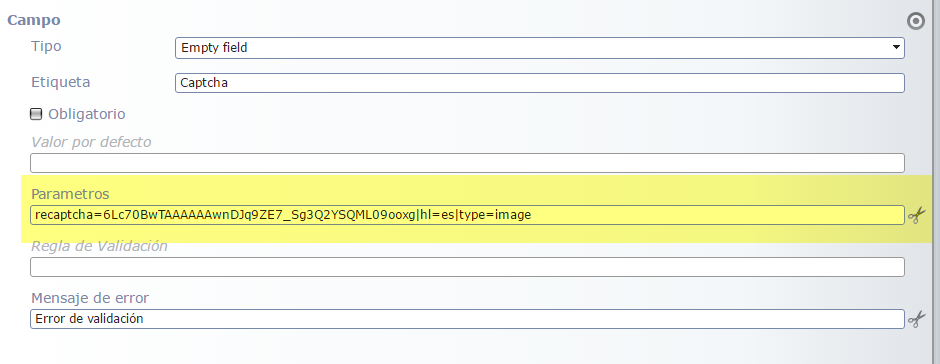 Campo
Tipo
Empty field
Etiqueta
Captcha
Obligatorio
Valor por defecto
Parametros
recaptcha=6Lc70BwTAAAAAAwnDJq9ZE7_Sg3Q2YSQML09ooxg|hl=es|type=image
Regla de Validación
Mensaje de error
Error de validación